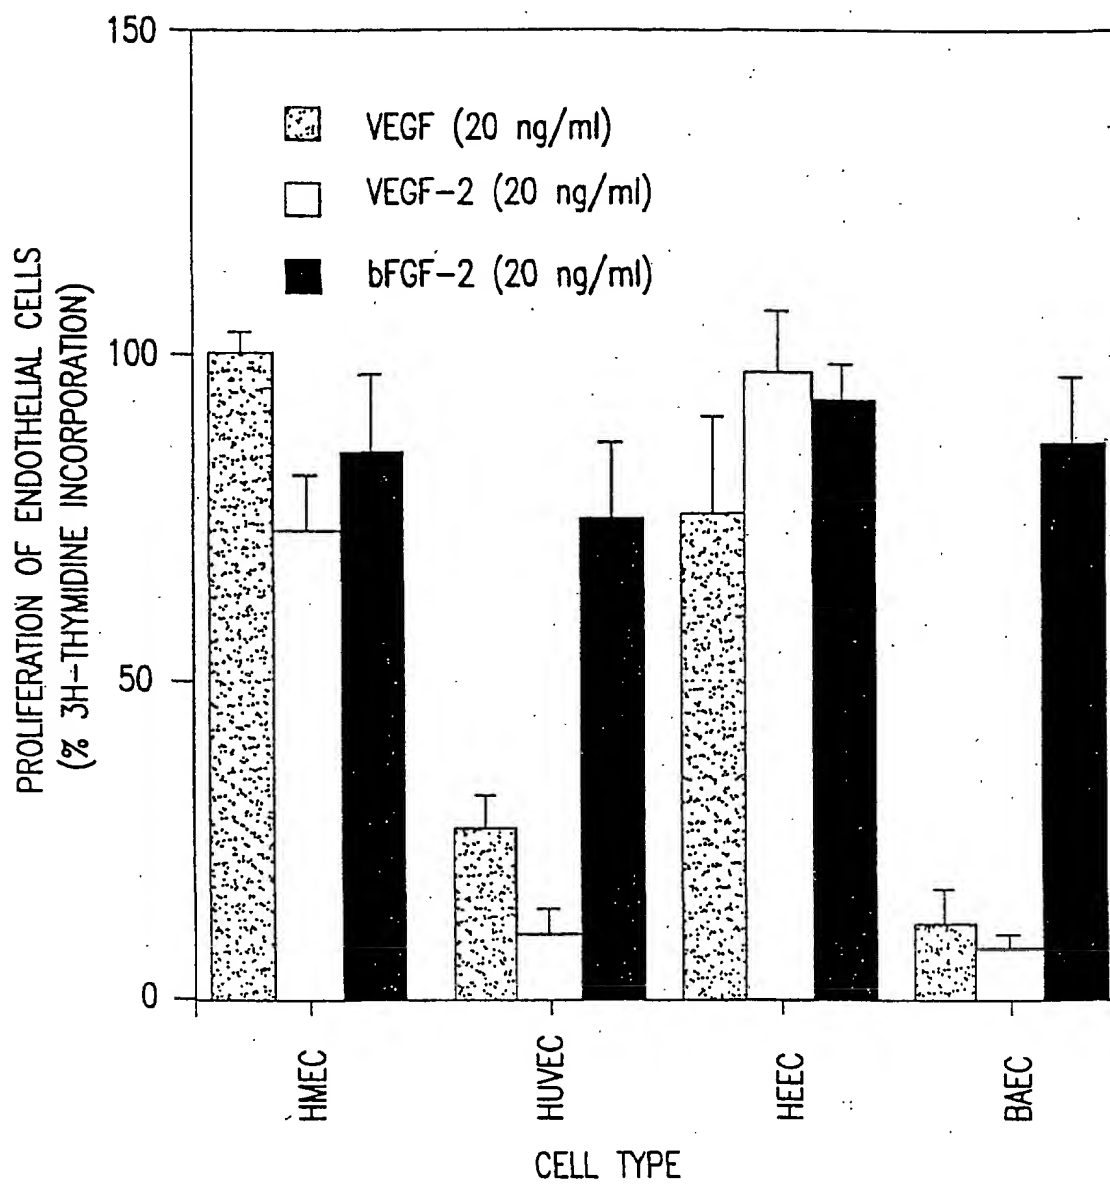 150
VEGF (20 ng/ml)
VEGF-2 (20 ng/ml)
bFGF-2 (20 ng/ml)
100
50
0
PROLIFERATION OF ENDOTHELIAL CELLS
(% 3H-THYMIDINE INCORPORATION)
HMEC
HUVEC
HEEC
BAEC
CELL TYPE